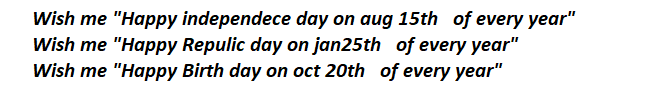 Wish me "Happy independece day on aug 15th   of every year"
Wish me "Happy Repulic day on jan25th   of every year"
Wish me "Happy Birth day on oct 20th   of every year"